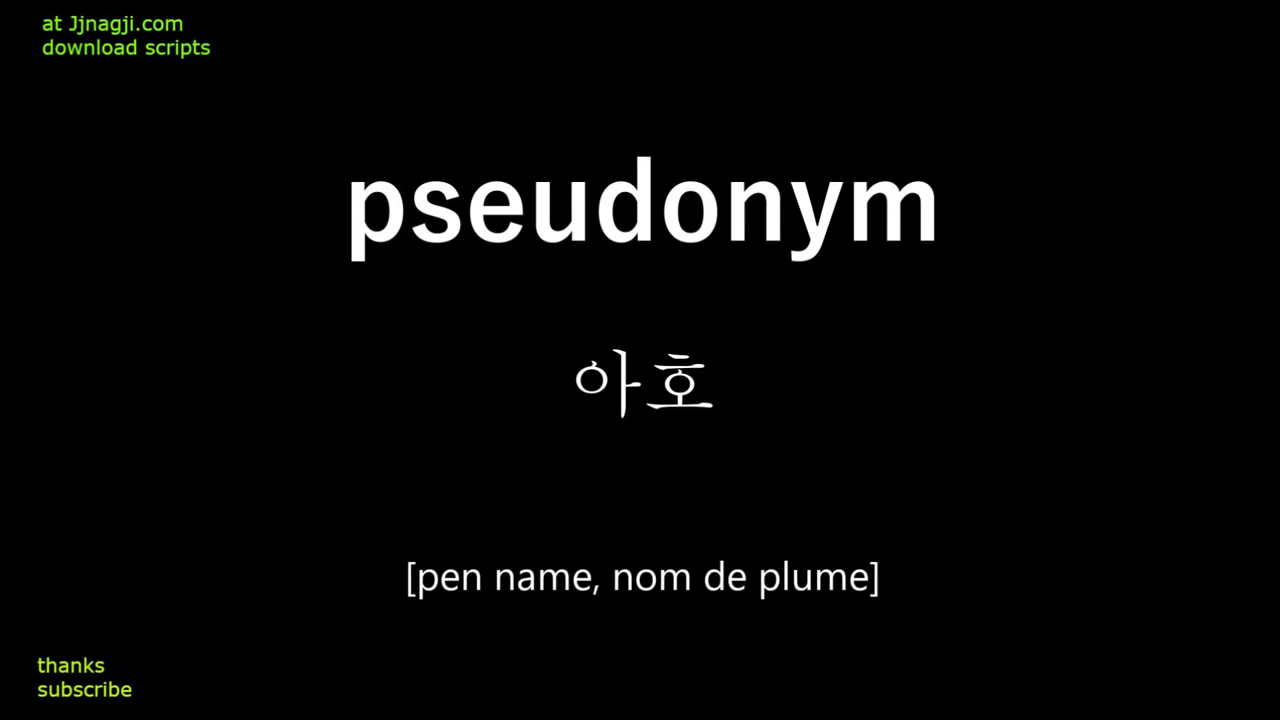 at Jjnagji.com
download scripts
pseudonym
아호
[pen name, nom de plume]
thanks
subscribe